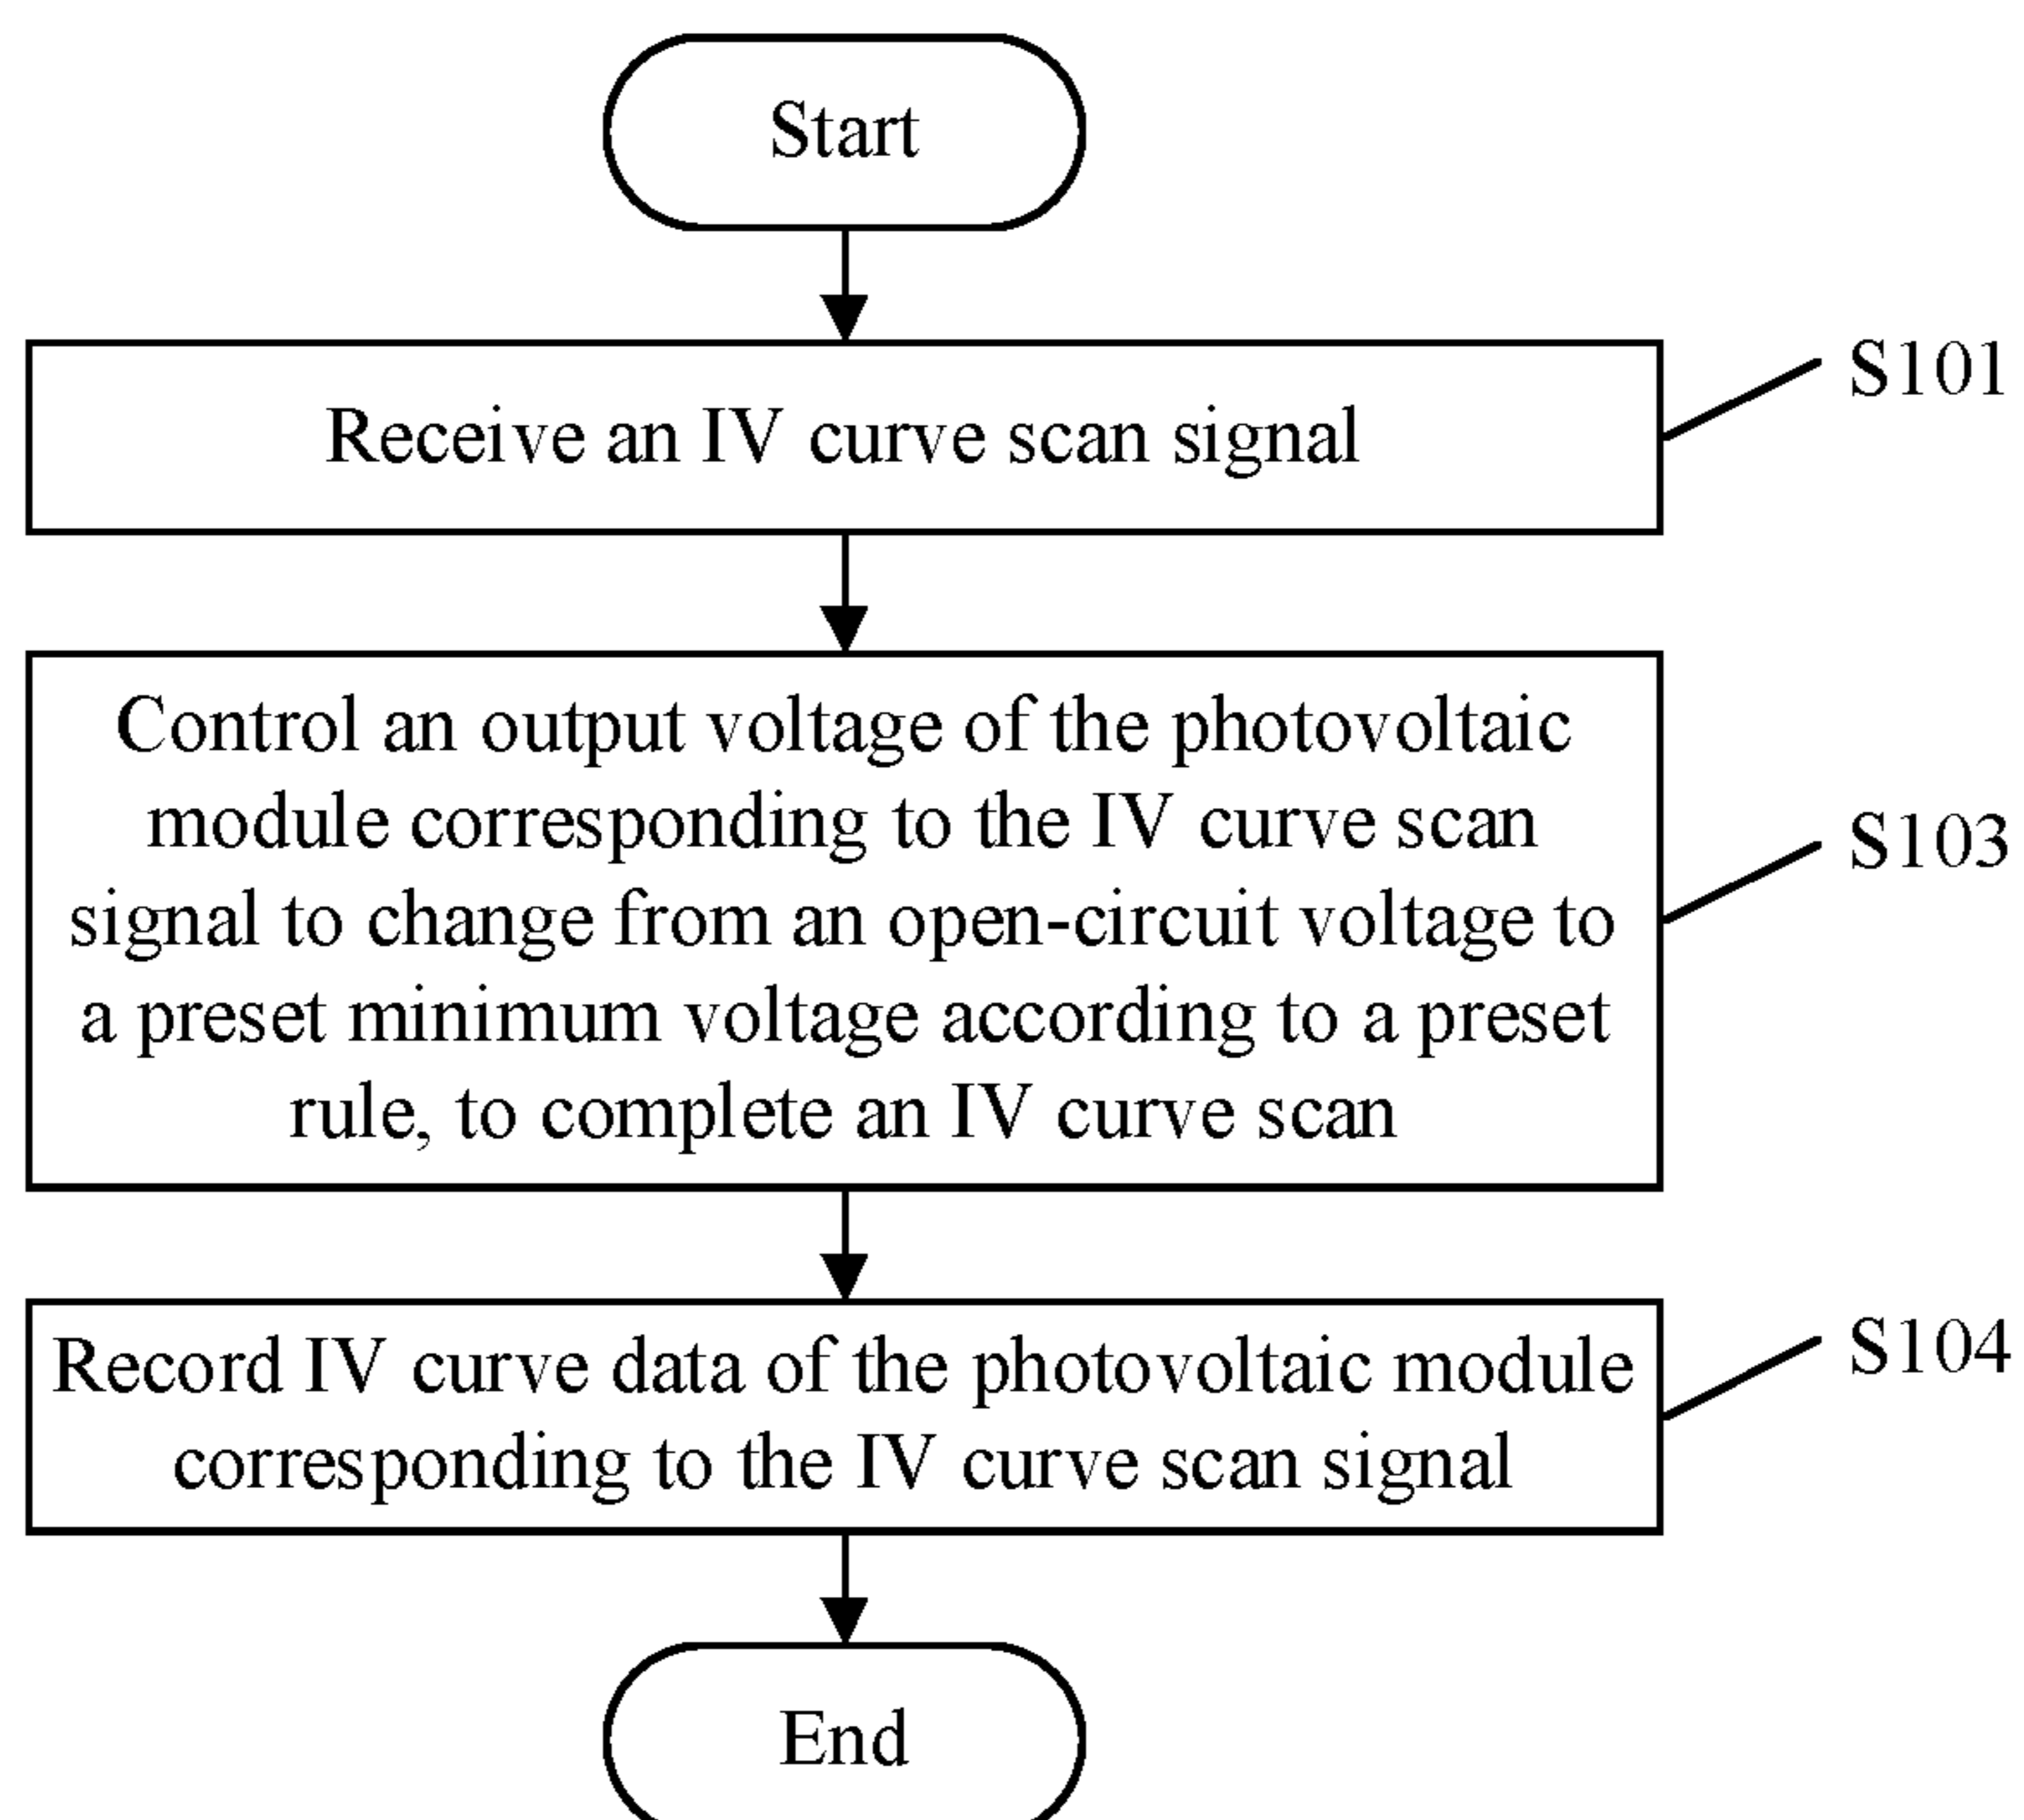 Start
Receive an IV curve scan signal
S101
Control an output voltage of the photovoltaic
module corresponding to the IV curve scan
signal to change from an open-circuit voltage to
a preset minimum voltage according to a preset
rule, to complete an IV curve scan
S103
Record IV curve data of the photovoltaic module
corresponding to the IV curve scan signal
S104
End